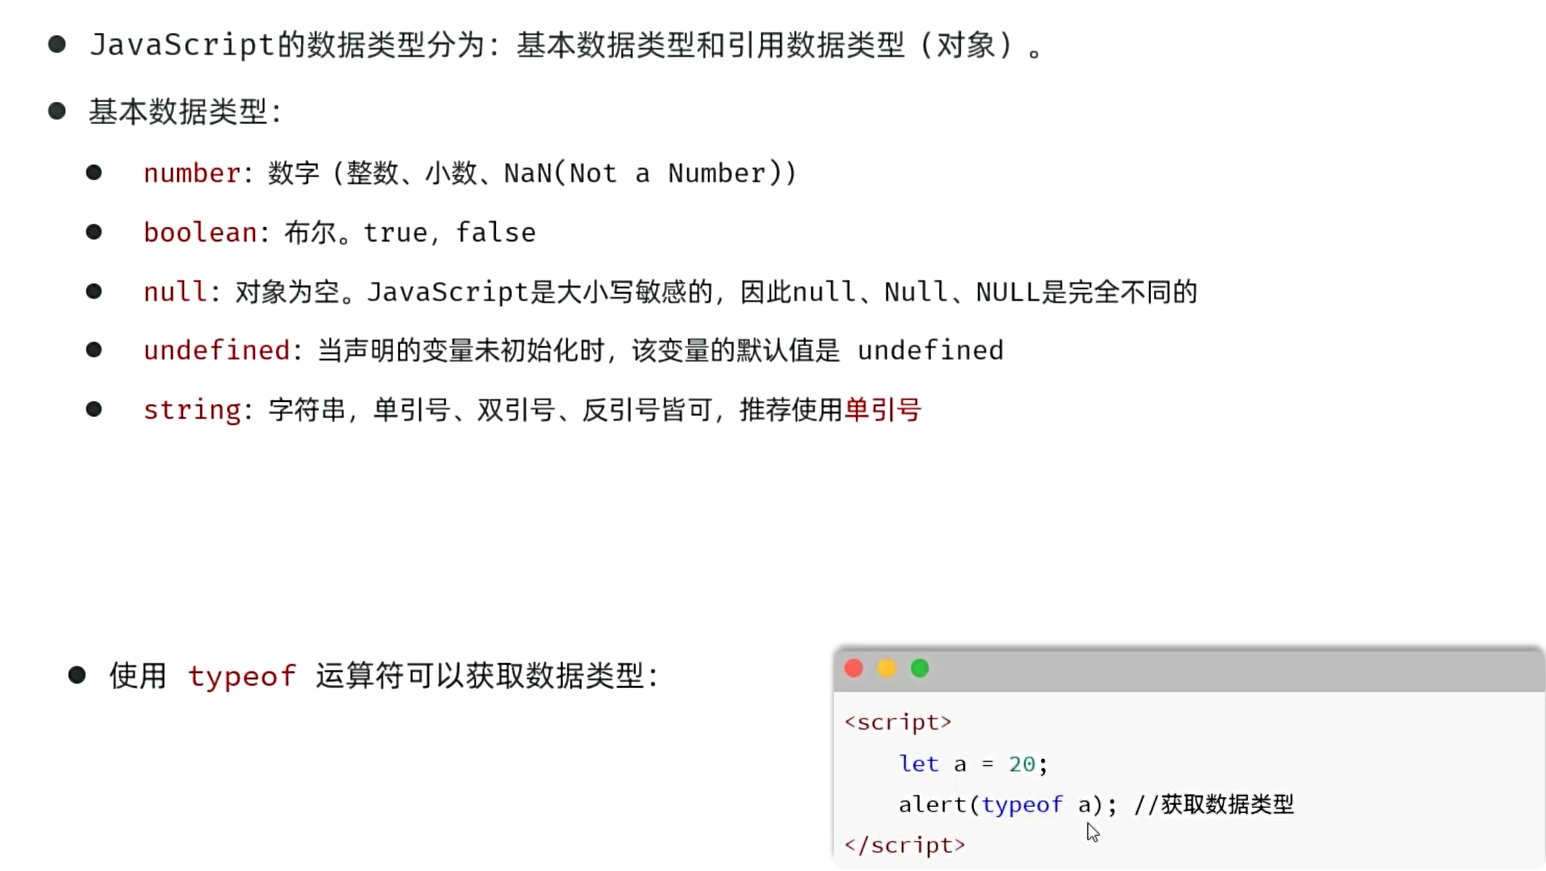 JavaScript的数据类型分为：基本数据类型和引用数据类型（对象）。
基本数据类型：
number：数字（整数、小数、NaN(Not a Number)）
boolean：布尔。true，false
null：对象为空。JavaScript是大小写敏感的，因此null、Null、NULL是完全不同的
undefined：当声明的变量未初始化时，该变量的默认值是 undefined
string：字符串，单引号、双引号、反引号皆可，推荐使用单引号
使用 typeof 运算符可以获取数据类型：
<script>
let a = 20;
alert(typeof a); //获取数据类型
</script>